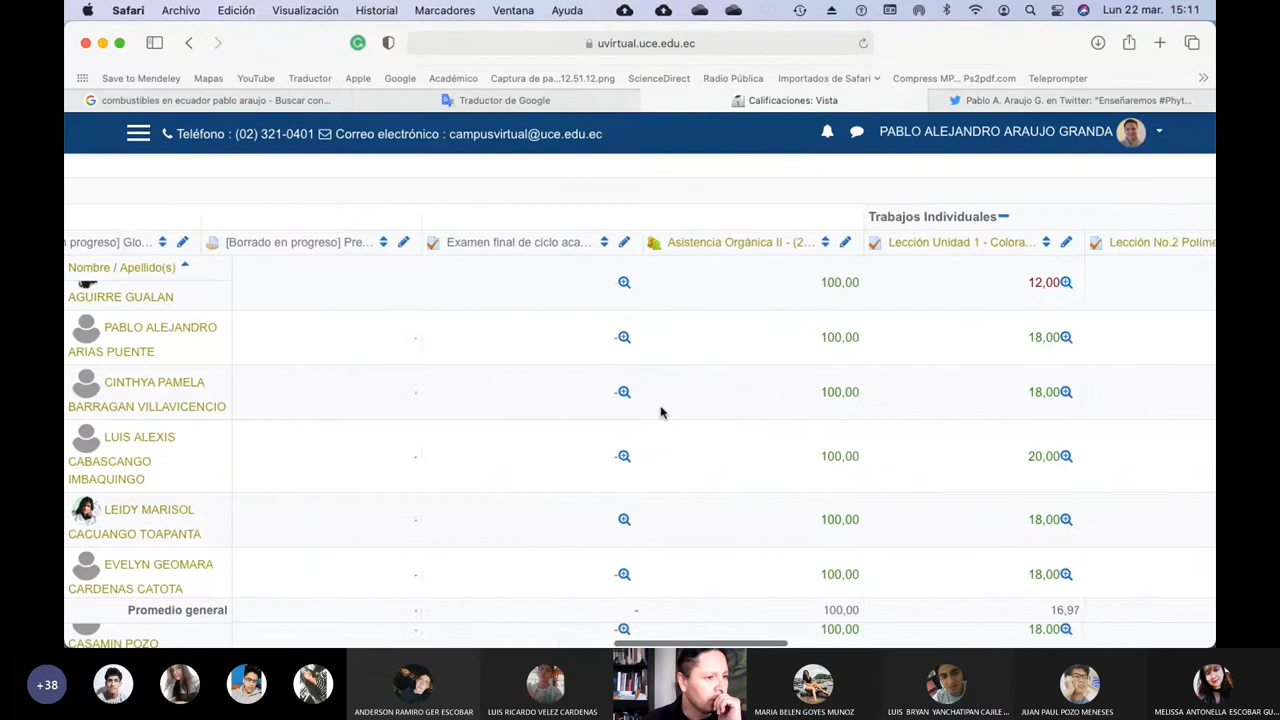 Safari Archivo Edición Visualización Historial Marcadores Ventana Ayuda Lun 22 mar. 15:11
uvirtual.uce.edu.ec
Save to Mendeley Mapas YouTube Traductor Apple Google Académico Captura de pa...12.51.12.png ScienceDirect Radio Pública Importados de Safari Compress MP... Ps2pdf.com Teleprompter
combustibles en ecuador pablo araujo - Buscar con... Traductor de Google Calificaciones: Vista Pablo A. Araujo G. en Twitter: "Enseñaremos #Phyt...
Teléfono : (02) 321-0401 Correo electrónico : campusvirtual@uce.edu.ec PABLO ALEJANDRO ARAUJO GRANDA
Trabajos Individuales
n progreso] Glo... [Borrado en progreso] Pre... Examen final de ciclo aca... Asistencia Orgánica II - (2... Lección Unidad 1 - Colora... Lección No.2 Políme
Nombre / Apellido(s)
AGUIRRE GUALAN 100,00 12,00
PABLO ALEJANDRO
ARIAS PUENTE - - 100,00 18,00
CINTHYA PAMELA
BARRAGAN VILLAVICENCIO - - 100,00 18,00
LUIS ALEXIS
CABASCANGO
IMBAQUINGO - - 100,00 20,00
LEIDY MARISOL
CACUANGO TOAPANTA - 100,00 18,00
EVELYN GEOMARA
CARDENAS CATOTA - - 100,00 18,00
Promedio general - - 100,00 16,97
CASAMIN POZO - 100,00 18,00
+38
ANDERSON RAMIRO GER ESCOBAR LUIS RICARDO VELEZ CARDENAS MARIA BELEN GOYES MUNOZ LUIS BRYAN YANCHATIPAN CAJILE ... JUAN PAUL POZO MENESES MELISSA ANTONELLA ESCOBAR GU...